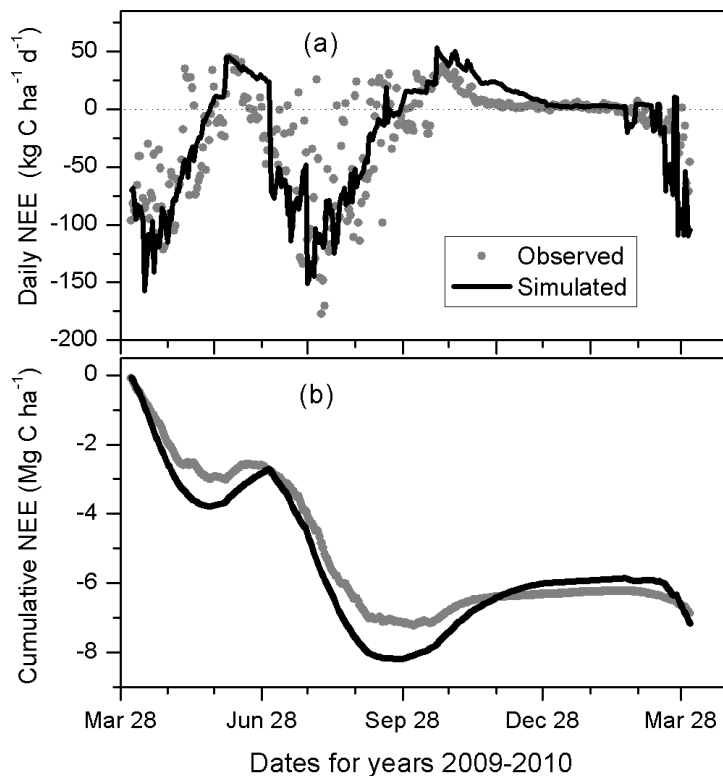 (a)
50
0
-50
-100
-150
-200
Daily NEE (kg C ha⁻¹ d⁻¹)
Observed
Simulated
(b)
0
-2
-4
-6
-8
Cumulative NEE (Mg C ha⁻¹)
Mar 28 Jun 28 Sep 28 Dec 28 Mar 28
Dates for years 2009-2010